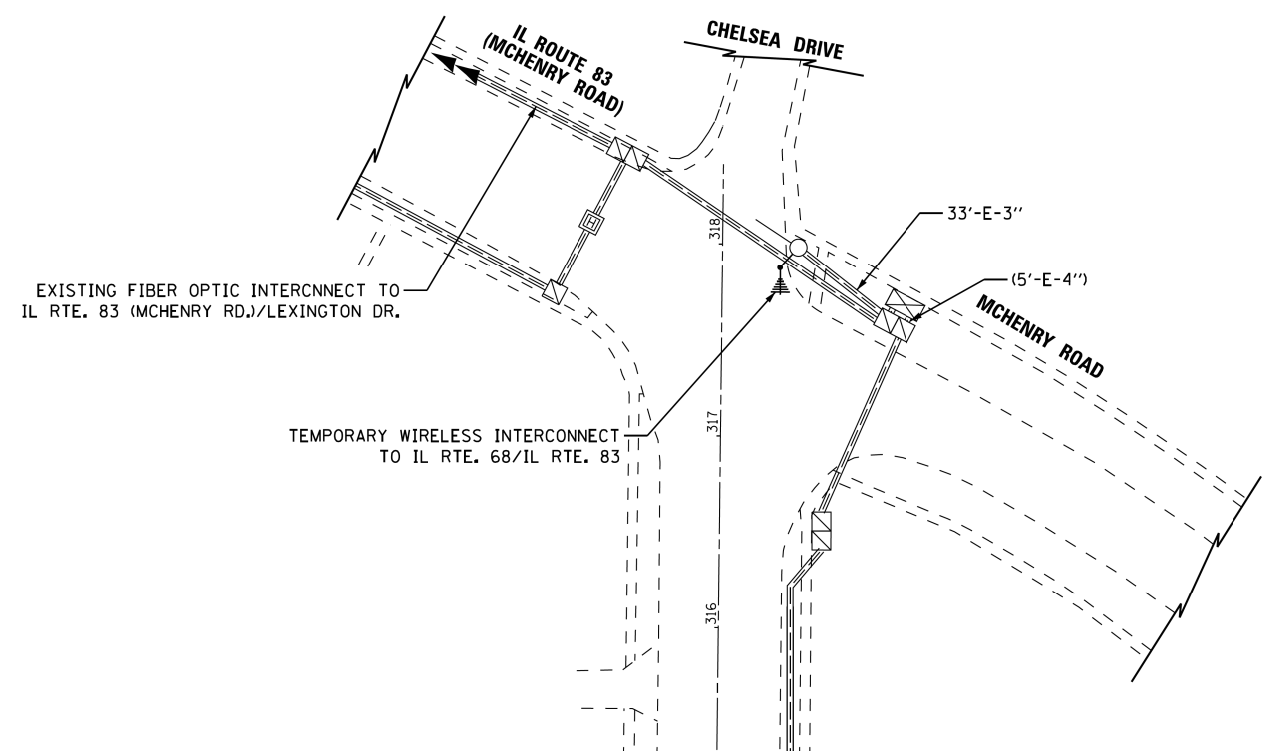 CHELSEA DRIVE
IL ROUTE 83
(MCHENRY ROAD)
318
33'-E-3''
(5'-E-4'')
EXISTING FIBER OPTIC INTERCNNECT TO
IL RTE. 83 (MCHENRY RD.)/LEXINGTON DR.
MCHENRY ROAD
317
TEMPORARY WIRELESS INTERCONNECT
TO IL RTE. 68/IL RTE. 83
316
H